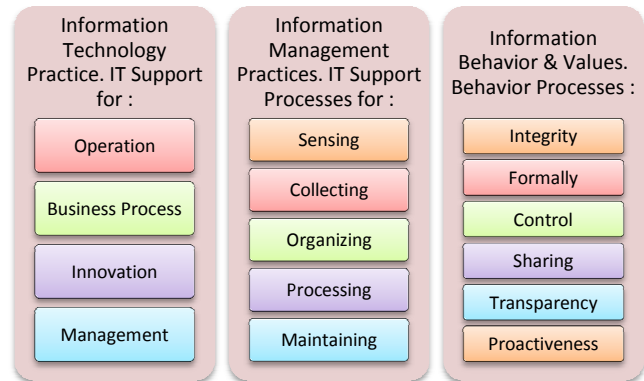 Information
Technology
Practice. IT Support
for :
Operation
Business Process
Innovation
Management
Information
Management
Practices. IT Support
Processes for :
Sensing
Collecting
Organizing
Processing
Maintaining
Information
Behavior & Values.
Behavior Processes :
Integrity
Formally
Control
Sharing
Transparency
Proactiveness